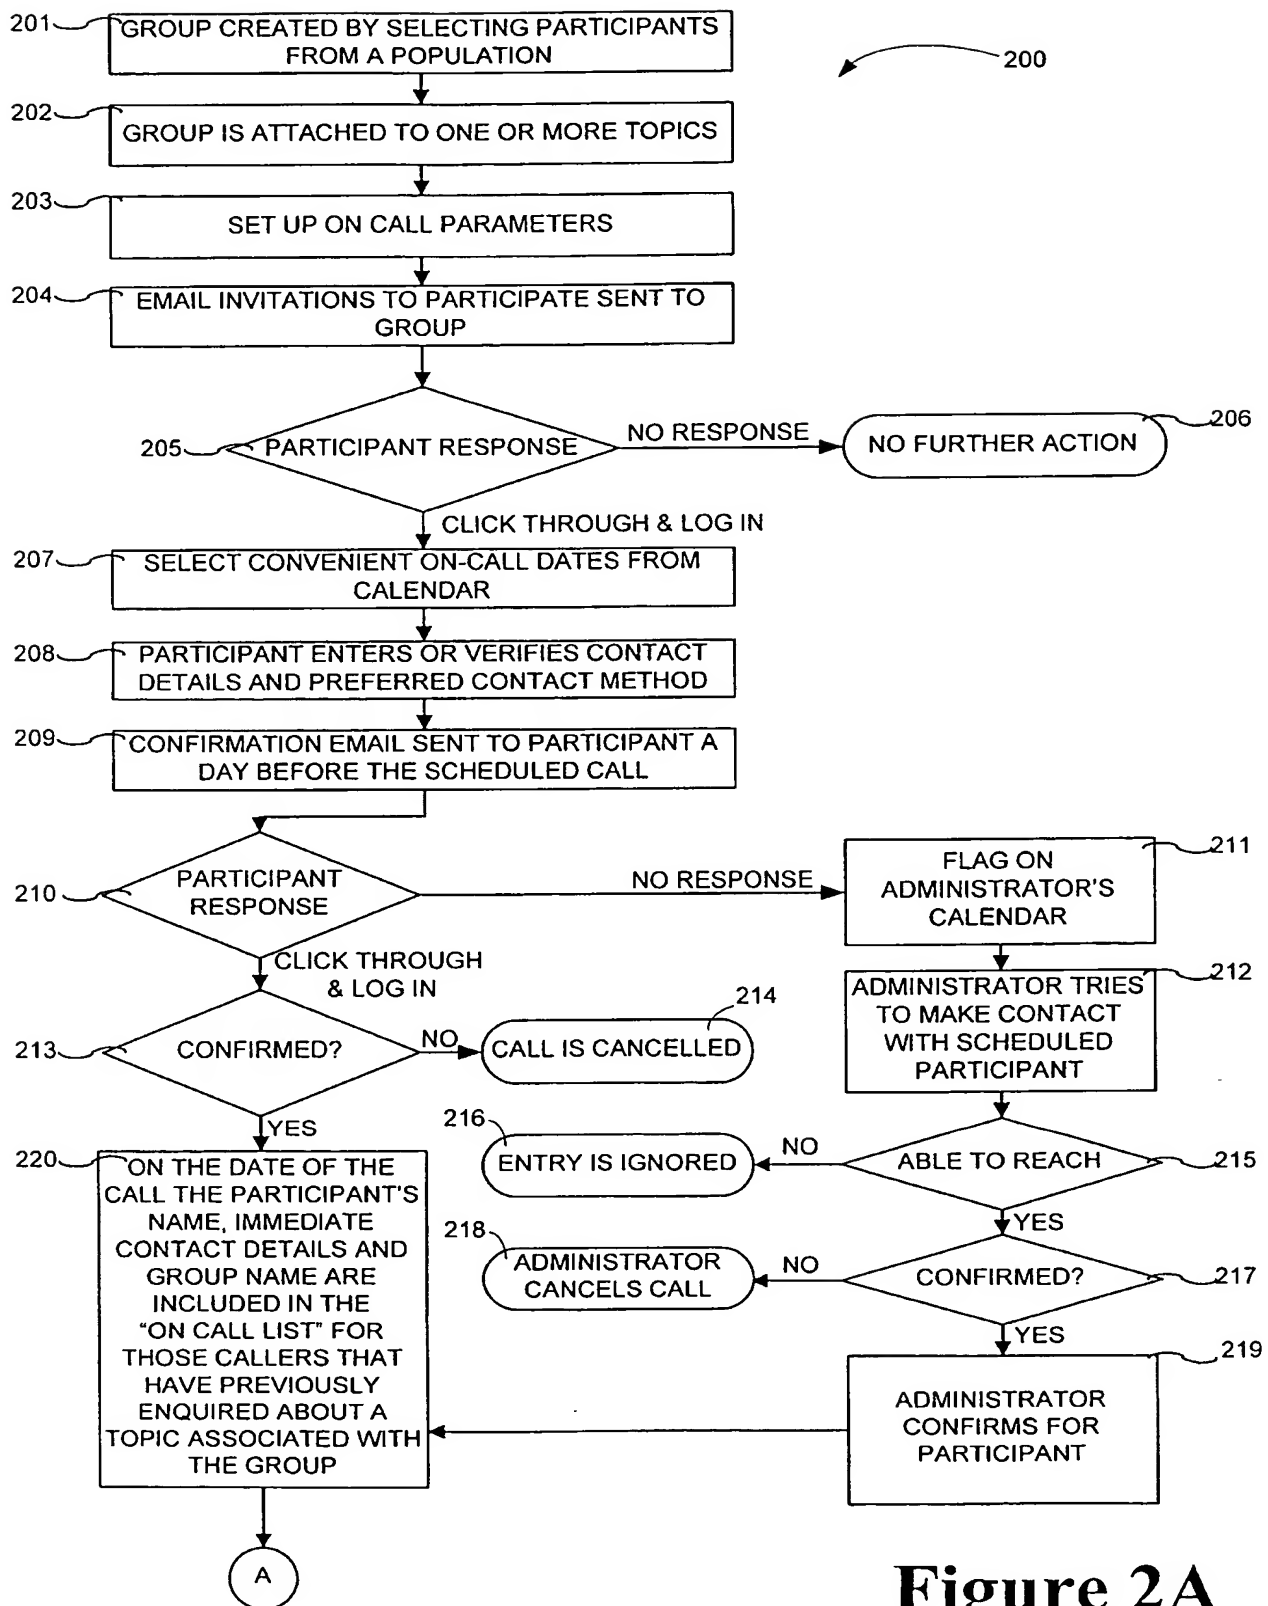 201
GROUP CREATED BY SELECTING PARTICIPANTS
FROM A POPULATION
200
202
GROUP IS ATTACHED TO ONE OR MORE TOPICS
203
SET UP ON CALL PARAMETERS
204
EMAIL INVITATIONS TO PARTICIPATE SENT TO
GROUP
205
PARTICIPANT RESPONSE
NO RESPONSE
NO FURTHER ACTION
206
CLICK THROUGH & LOG IN
207
SELECT CONVENIENT ON-CALL DATES FROM
CALENDAR
208
PARTICIPANT ENTERS OR VERIFIES CONTACT
DETAILS AND PREFERRED CONTACT METHOD
209
CONFIRMATION EMAIL SENT TO PARTICIPANT A
DAY BEFORE THE SCHEDULED CALL
210
PARTICIPANT
RESPONSE
NO RESPONSE
FLAG ON
ADMINISTRATOR'S
CALENDAR
211
CLICK THROUGH
& LOG IN
ADMINISTRATOR TRIES
TO MAKE CONTACT
WITH SCHEDULED
PARTICIPANT
212
213
CONFIRMED?
NO
CALL IS CANCELLED
214
YES
216
ENTRY IS IGNORED
NO
ABLE TO REACH
215
YES
218
ADMINISTRATOR
CANCELS CALL
NO
CONFIRMED?
217
YES
220
ON THE DATE OF THE
CALL THE PARTICIPANT'S
NAME, IMMEDIATE
CONTACT DETAILS AND
GROUP NAME ARE
INCLUDED IN THE
“ON CALL LIST” FOR
THOSE CALLERS THAT
HAVE PREVIOUSLY
ENQUIRED ABOUT A
TOPIC ASSOCIATED WITH
THE GROUP
219
ADMINISTRATOR
CONFIRMS FOR
PARTICIPANT
A
Figure 2A